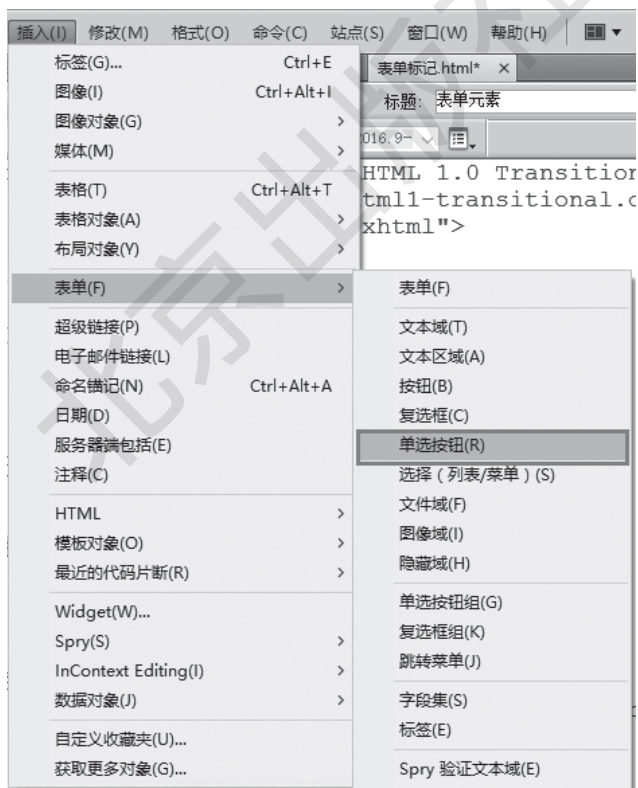 插入(I) 修改(M) 格式(O) 命令(C) 站点(S) 窗口(W) 帮助(H)
标签(G)... Ctrl+E
图像(I) Ctrl+Alt+I
图像对象(G)
媒体(M)
表格(T) Ctrl+Alt+T
表格对象(A)
布局对象(Y)
表单(F)
超级链接(P)
电子邮件链接(L)
命名锚记(N) Ctrl+Alt+A
日期(D)
服务器端包括(E)
注释(C)
HTML
模板对象(O)
最近的代码片断(R)
Widget(W)...
Spry(S)
InContext Editing(I)
数据对象(J)
自定义收藏夹(U)...
获取更多对象(G)...
表单标记.html* ×
标题: 表单元素
2016.9-
HTML 1.0 Transition
tml1-transitional.d
xhtml">
表单(F)
文本域(T)
文本区域(A)
按钮(B)
复选框(C)
单选按钮(R)
选择(列表/菜单)(S)
文件域(F)
图像域(I)
隐藏域(H)
单选按钮组(G)
复选框组(K)
跳转菜单(J)
字段集(S)
标签(E)
Spry 验证文本域(E)
北京出版社